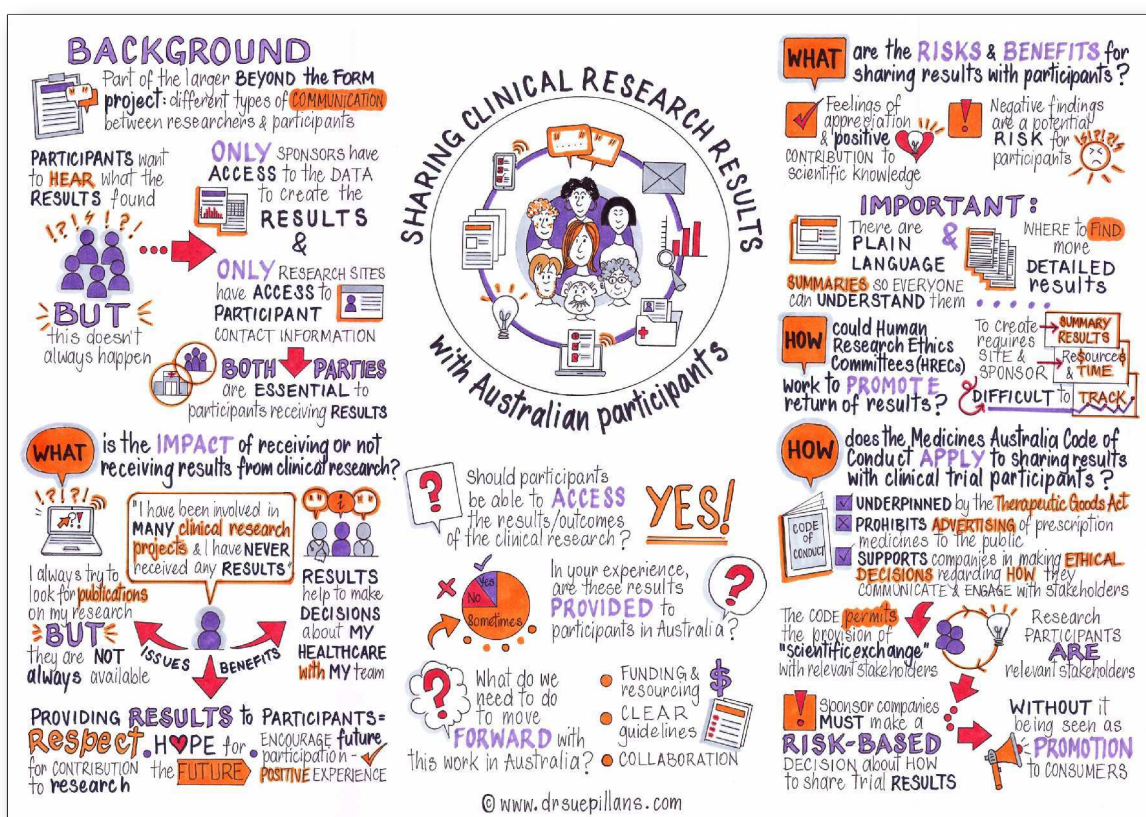 BACKGROUND
Part of the larger BEYOND the FORM
project: different types of COMMUNICATION
between researchers & participants
PARTICIPANTS want
to HEAR what the
RESULTS found
!?!⚡!?!
BUT
this doesn't
always happen
ONLY SPONSORS have
ACCESS to the DATA
to create the
RESULTS
&
ONLY RESEARCH SITES
have ACCESS to
PARTICIPANT
CONTACT INFORMATION
BOTH PARTIES
are ESSENTIAL to
participants receiving RESULTS
WHAT is the IMPACT of receiving or not
receiving results from clinical research?
!?!⚡!?!
I always try to
look for publications
on my research
BUT
they are NOT
always available
"I have been involved in
MANY clinical research
projects & I have NEVER
received any RESULTS"
ISSUES
BENEFITS
i
RESULTS
help to make
DECISIONS
about MY
HEALTHCARE
with MY team
PROVIDING RESULTS to PARTICIPANTS =
Respect
for CONTRIBUTION
to research
HOPE for
the FUTURE
ENCOURAGE future
participation -
POSITIVE EXPERIENCE
SHARING CLINICAL RESEARCH RESULTS
with Australian participants
?
Should participants
be able to ACCESS
the results/outcomes
of the clinical research?
YES!
Yes
No
Sometimes
In your experience,
are these results
PROVIDED to
participants in Australia?
?
?
What do we
need to do
to move
FORWARD with
this work in Australia?
FUNDING &
resourcing
$
CLEAR
guidelines
COLLABORATION
© www.drsuepillans.com
WHAT are the RISKS & BENEFITS for
sharing results with participants?
Feelings of
appreciation
& positive
CONTRIBUTION to
scientific knowledge
!
Negative findings
are a potential
RISK for
participants
!?!⚡!?!
IMPORTANT:
There are
PLAIN
LANGUAGE
SUMMARIES so EVERYONE
can UNDERSTAND them
&
WHERE to FIND
more
DETAILED
RESULTS
HOW could Human
Research Ethics
Committees (HRECs)
work to PROMOTE
return of results?
To create
requires
SITE &
SPONSOR
SUMMARY
RESULTS
Re$ource$
& TIME
DIFFICULT to TRACK
HOW does the Medicines Australia Code of
Conduct APPLY to sharing results
with clinical trial participants?
CODE
OF
CONDUCT
UNDERPINNED by the Therapeutic Goods Act
PROHIBITS ADVERTISING of prescription
medicines to the public
SUPPORTS companies in making ETHICAL
DECISIONS regarding HOW they
COMMUNICATE & ENGAGE with stakeholders
The CODE permits
the provision of
"scientific exchange"
with relevant stakeholders
Research
PARTICIPANTS
ARE
relevant stakeholders
!
Sponsor companies
MUST make a
RISK-BASED
DECISION about HOW
to share trial RESULTS
WITHOUT it
being seen as
PROMOTION
to CONSUMERS